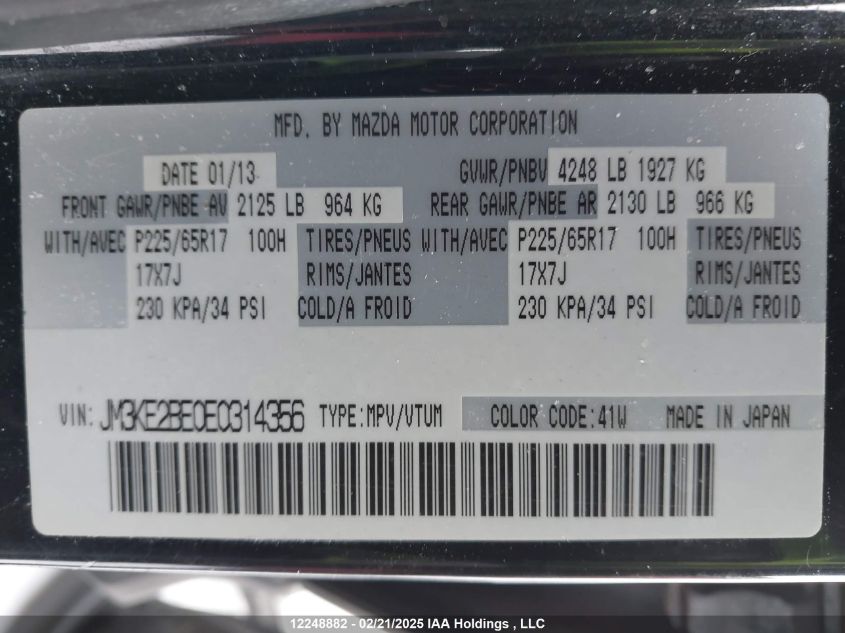 MFD. BY MAZDA MOTOR CORPORATION
DATE 01/13 GVWR/PNBV 4248 LB 1927 KG
FRONT GAWR/PNBE AV 2125 LB 964 KG REAR GAWR/PNBE AR 2130 LB 966 KG
WITH/AVEC P225/65R17 100H TIRES/PNEUS WITH/AVEC P225/65R17 100H TIRES/PNEUS
17X7J RIMS/JANTES 17X7J RIMS/JANTES
230 KPA/34 PSI COLD/A FROID 230 KPA/34 PSI COLD/A FROID
VIN: JM3KE2BE0E0314356 TYPE:MPV/VTUM COLOR CODE:41W MADE IN JAPAN
12248882 - 02/21/2025 IAA Holdings , LLC